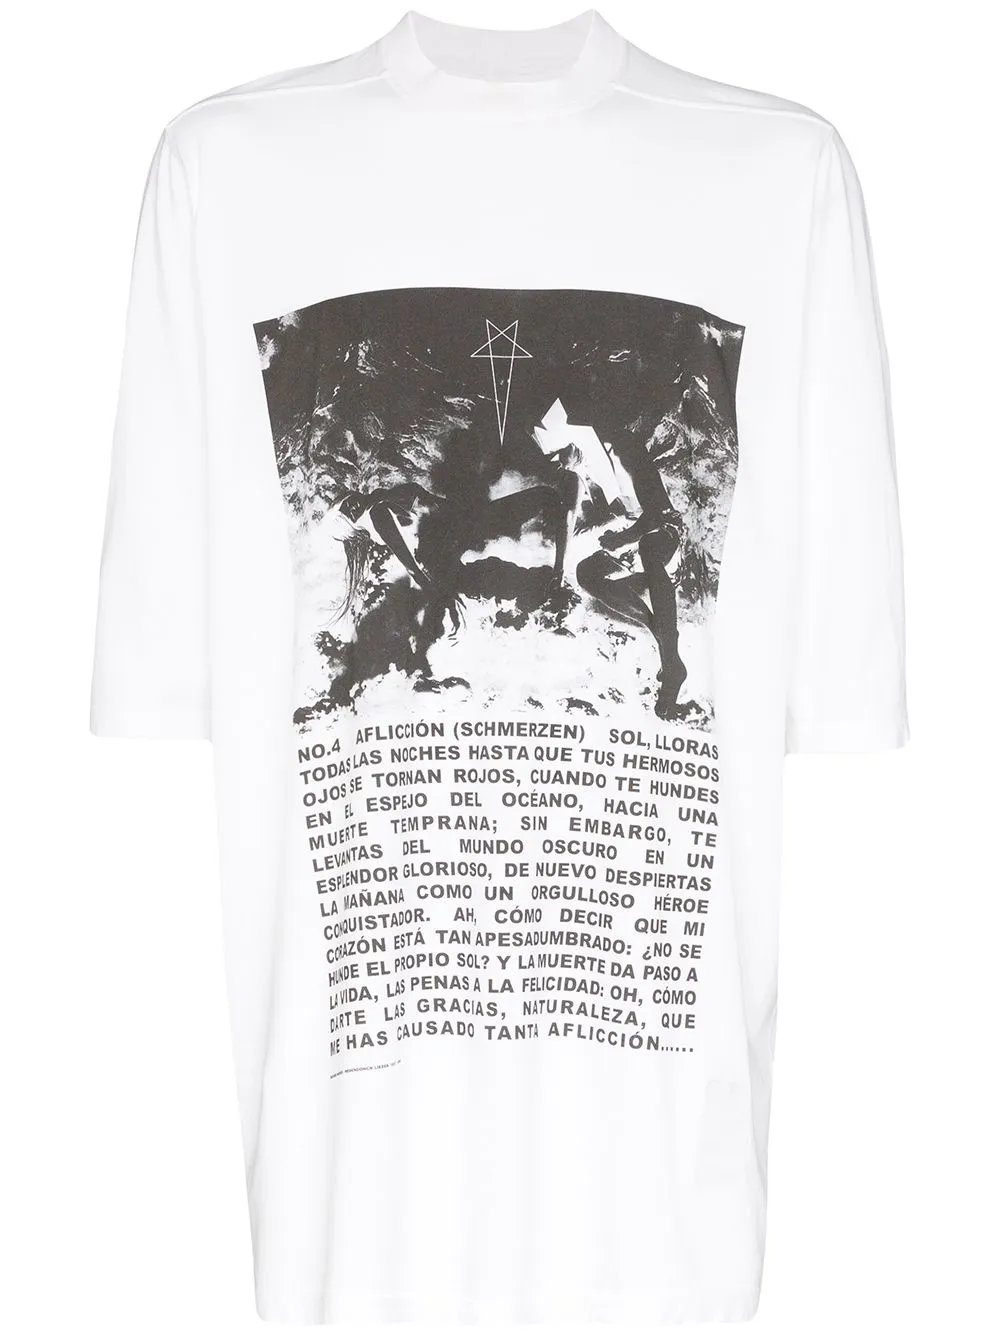 NO.4 AFLICCIÓN (SCHMERZEN) SOL, LLORAS
TODAS LAS NOCHES HASTA QUE TUS HERMOSOS
OJOS SE TORNAN ROJOS, CUANDO TE HUNDES
EN EL ESPEJO DEL OCÉANO, HACIA UNA
MUERTE TEMPRANA; SIN EMBARGO, TE
LEVANTAS DEL MUNDO OSCURO EN UN
ESPLENDOR GLORIOSO, DE NUEVO DESPIERTAS
LA MAÑANA COMO UN ORGULLOSO HÉROE
CONQUISTADOR. AH, CÓMO DECIR QUE MI
CORAZÓN ESTÁ TAN APESADUMBRADO: ¿NO SE
HUNDE EL PROPIO SOL? Y LA MUERTE DA PASO A
LA VIDA, LAS PENAS A LA FELICIDAD: OH, CÓMO
DARTE LAS GRACIAS, NATURALEZA, QUE
ME HAS CAUSADO TANTA AFLICCIÓN......